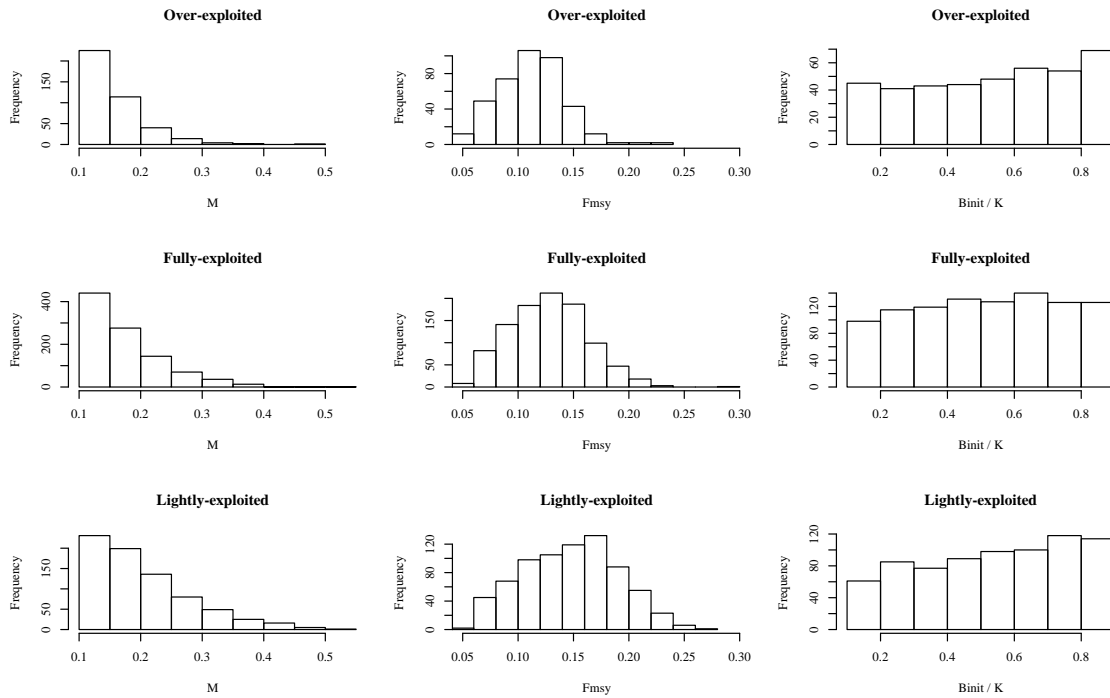 Over-exploited
Frequency
0 50 150
0.1 0.2 0.3 0.4 0.5
M
Over-exploited
Frequency
0 40 80
0.05 0.10 0.15 0.20 0.25 0.30
Fmsy
Over-exploited
Frequency
0 20 40 60
0.2 0.4 0.6 0.8
Binit / K
Fully-exploited
Frequency
0 200 400
0.1 0.2 0.3 0.4 0.5
M
Fully-exploited
Frequency
0 50 150
0.05 0.10 0.15 0.20 0.25 0.30
Fmsy
Fully-exploited
Frequency
0 40 80 120
0.2 0.4 0.6 0.8
Binit / K
Lightly-exploited
Frequency
0 50 150
0.1 0.2 0.3 0.4 0.5
M
Lightly-exploited
Frequency
0 40 80 120
0.05 0.10 0.15 0.20 0.25 0.30
Fmsy
Lightly-exploited
Frequency
0 40 80 120
0.2 0.4 0.6 0.8
Binit / K